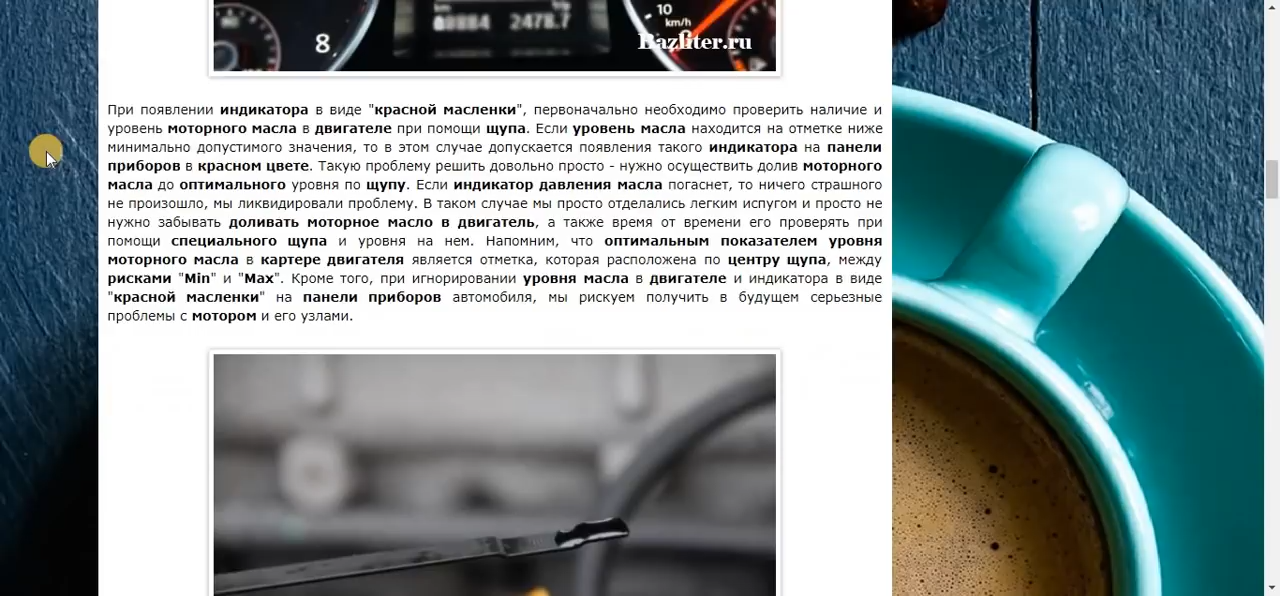 km
88884 2478.7
10
km/h
8
Bazliter.ru
При появлении индикатора в виде "красной масленки", первоначально необходимо проверить наличие и
уровень моторного масла в двигателе при помощи щупа. Если уровень масла находится на отметке ниже
минимально допустимого значения, то в этом случае допускается появления такого индикатора на панели
приборов в красном цвете. Такую проблему решить довольно просто - нужно осуществить долив моторного
масла до оптимального уровня по щупу. Если индикатор давления масла погаснет, то ничего страшного
не произошло, мы ликвидировали проблему. В таком случае мы просто отделались легким испугом и просто не
нужно забывать доливать моторное масло в двигатель, а также время от времени его проверять при
помощи специального щупа и уровня на нем. Напомним, что оптимальным показателем уровня
моторного масла в картере двигателя является отметка, которая расположена по центру щупа, между
рисками "Min" и "Max". Кроме того, при игнорировании уровня масла в двигателе и индикатора в виде
"красной масленки" на панели приборов автомобиля, мы рискуем получить в будущем серьезные
проблемы с мотором и его узлами.